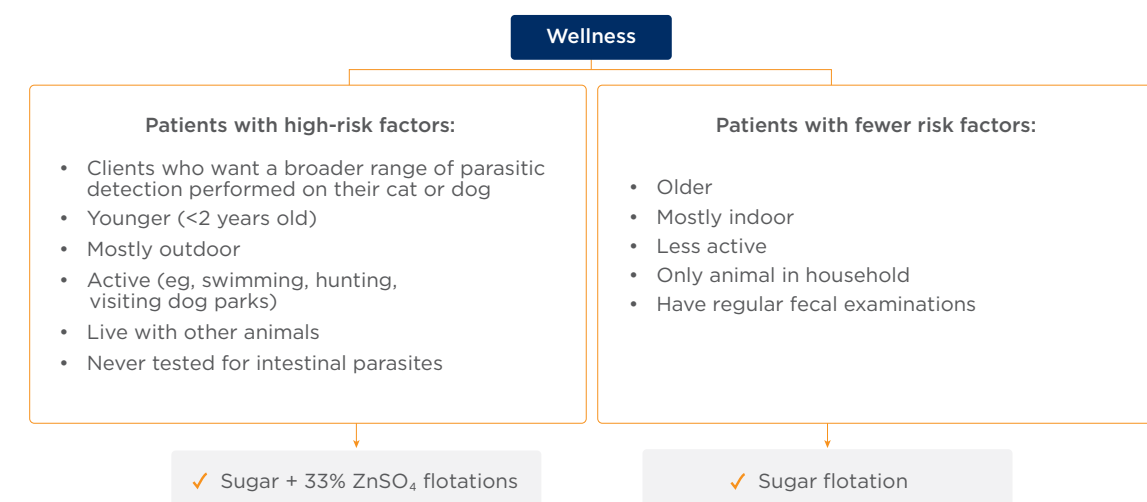 Wellness
Patients with high-risk factors:
• Clients who want a broader range of parasitic
detection performed on their cat or dog
• Younger (<2 years old)
• Mostly outdoor
• Active (eg, swimming, hunting,
visiting dog parks)
• Live with other animals
• Never tested for intestinal parasites
✓ Sugar + 33% ZnSO₄ flotations
Patients with fewer risk factors:
• Older
• Mostly indoor
• Less active
• Only animal in household
• Have regular fecal examinations
✓ Sugar flotation